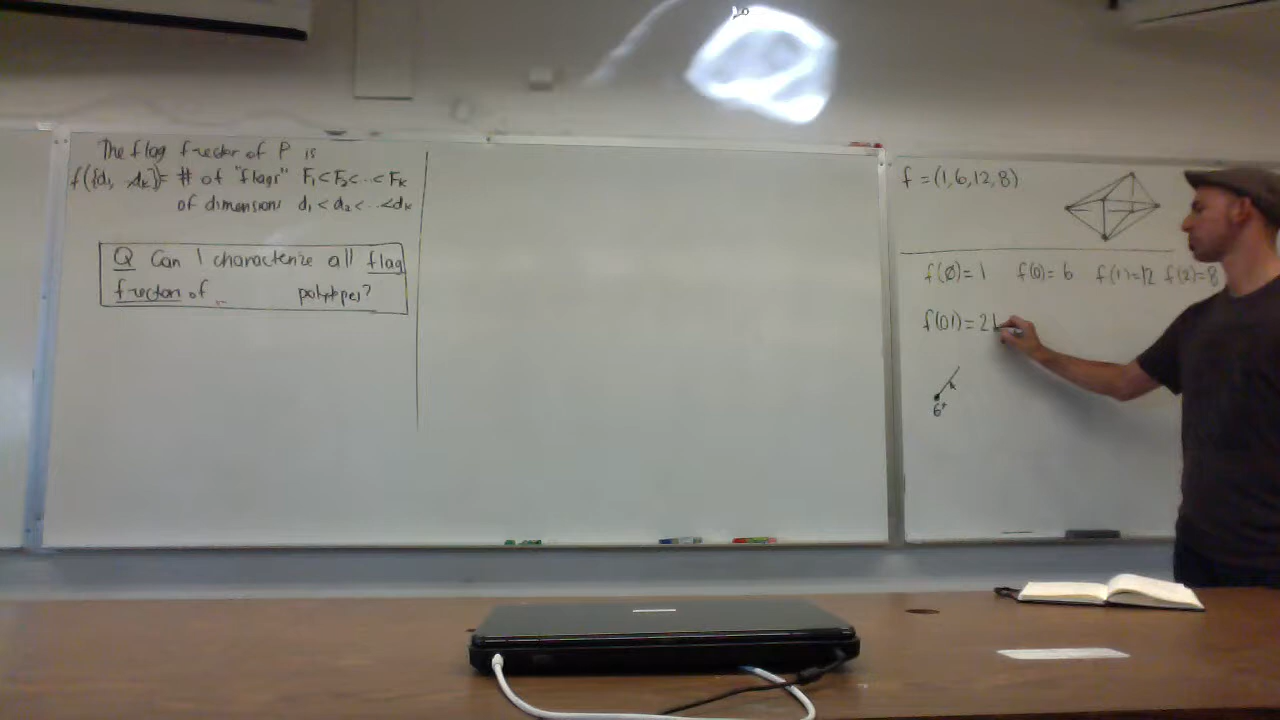 The flag f-vector of P is
f({d1, ..., dk}) = # of "flags" F1 < F2 < ... < Fk
of dimensions d1 < d2 < ... < dk
Q Can I characterize all flag
f-vectors of ... polytopes?
f = (1, 6, 12, 8)
f(∅) = 1 f(0) = 6 f(1) = 12 f(2) = 8
f(01) = 24
6